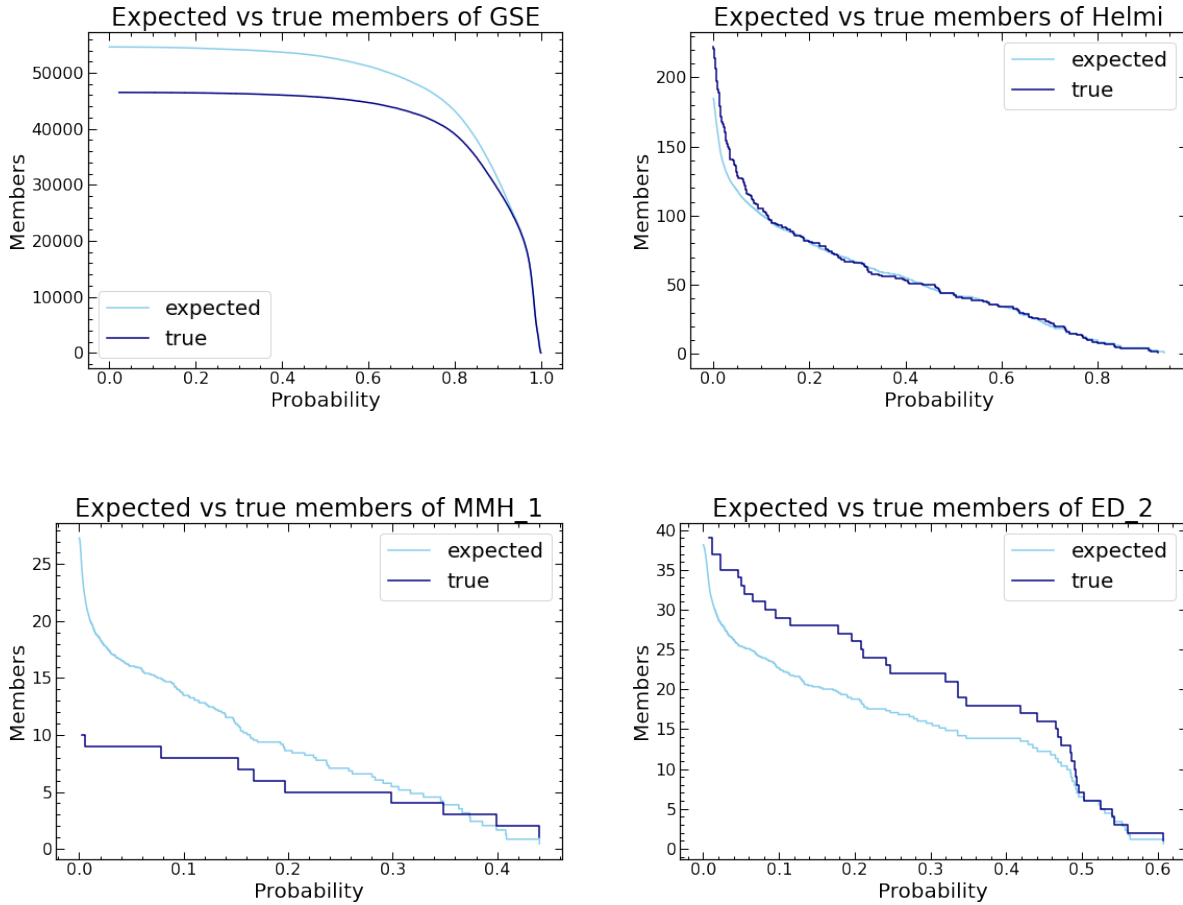 Expected vs true members of GSE
50000
40000
30000
20000
10000
0
Members
expected
true
0.0 0.2 0.4 0.6 0.8 1.0
Probability
Expected vs true members of Helmi
200
150
100
50
0
Members
expected
true
0.0 0.2 0.4 0.6 0.8
Probability
Expected vs true members of MMH_1
25
20
15
10
5
0
Members
expected
true
0.0 0.1 0.2 0.3 0.4
Probability
Expected vs true members of ED_2
40
35
30
25
20
15
10
5
0
Members
expected
true
0.0 0.1 0.2 0.3 0.4 0.5 0.6
Probability